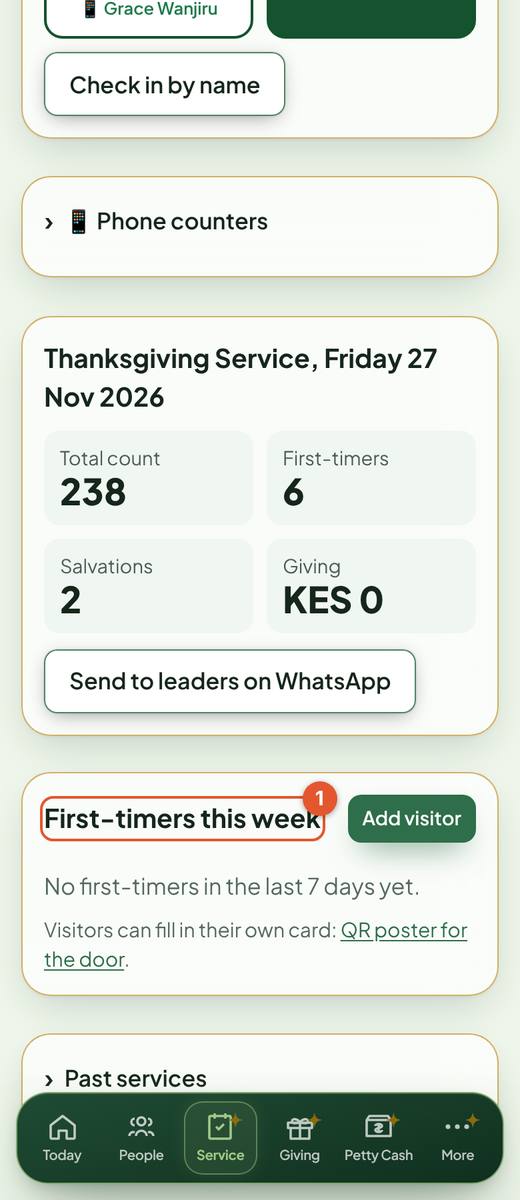 Grace Wanjiru
Check in by name
› Phone counters
Thanksgiving Service, Friday 27
Nov 2026
Total count
238
First-timers
6
Salvations
2
Giving
KES 0
Send to leaders on WhatsApp
1
First-timers this week
Add visitor
No first-timers in the last 7 days yet.
Visitors can fill in their own card: QR poster for
the door.
› Past services
Today People Service Giving Petty Cash More